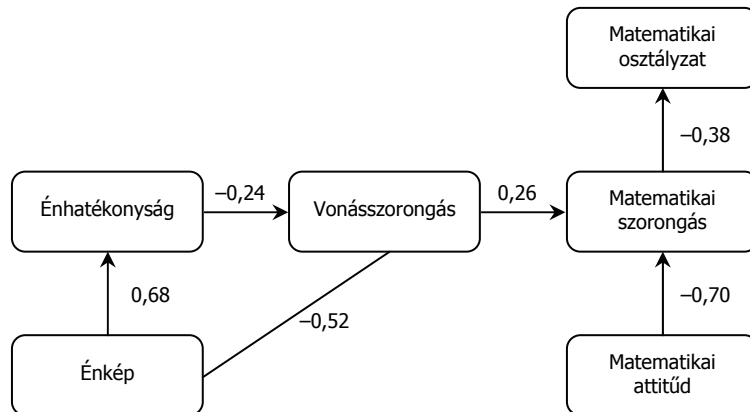 Matematikai
osztályzat
–0,38
Énhatékonyság
–0,24
Vonásszorongás
0,26
Matematikai
szorongás
0,68
–0,52
–0,70
Énkép
Matematikai
attitűd